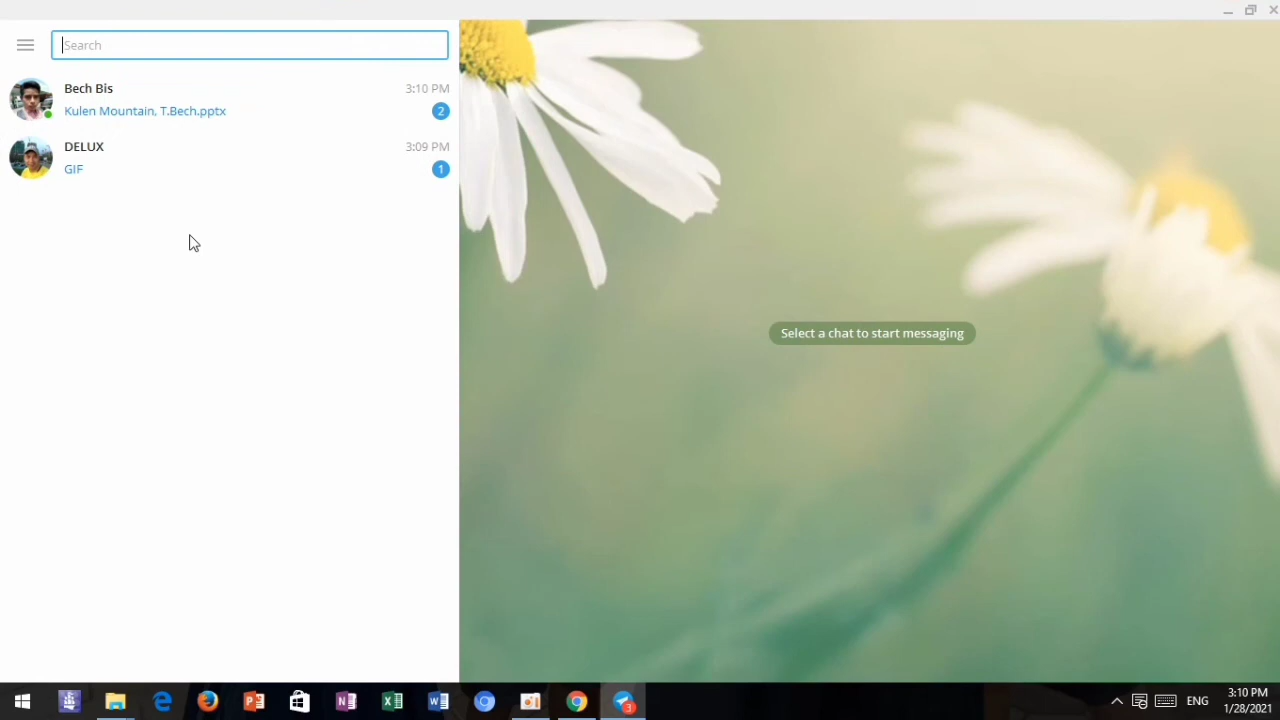 Search
Bech Bis
3:10 PM
Kulen Mountain, T.Bech.pptx
2
DELUX
3:09 PM
GIF
1
Select a chat to start messaging
3
ENG
3:10 PM
1/28/2021